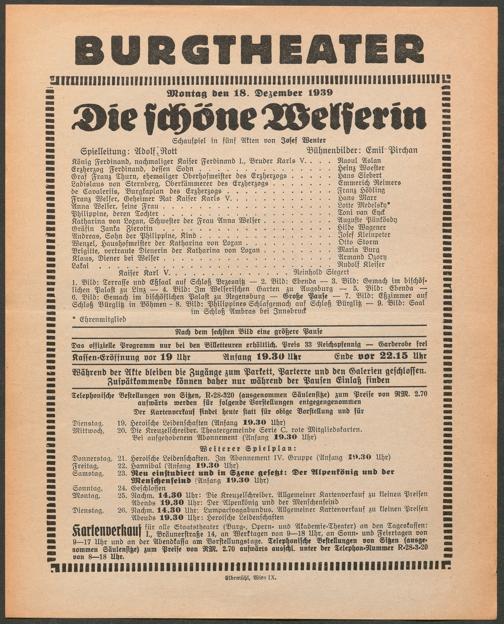 BURGTHEATER
Montag den 18. Dezember 1939
Die schöne Welserin
Schauspiel in fünf Akten von Josef Wenter
Spielleitung: Adolf Rott Bühnenbilder: Emil Pirchan
König Ferdinand, nachmaliger Kaiser Ferdinand I., Bruder Karls V. . . . Raoul Aslan
Erzherzog Ferdinand, dessen Sohn . . . Heinz Woester
Graf Franz Thurn, ehemaliger Oberhofmeister des Erzherzogs . . . Hans Siebert
Ladislaus von Sternberg, Oberkämmerer des Erzherzogs . . . Emmerich Reimers
de Cavaleriis, Burgkaplan des Erzherzogs . . . Franz Höbling
Franz Welser, Geheimer Rat Kaiser Karls V. . . . Hans Marr
Anna Welser, seine Frau . . . Lotte Medelsky*
Philippine, deren Tochter . . . Toni van Eyck
Katharina von Logan, Schwester der Frau Anna Welser . . . Auguste Pünkösdy
Gräfin Janka Zierotin . . . Hilde Wagener
Andreas, Sohn der Philippine, Kind . . . Josef Kleinpeter
Wenzel, Haushofmeister der Katharina von Logan . . . Otto Storm
Brigitte, vertraute Dienerin der Katharina von Logan . . . Maria Burg
Klaus, Diener bei Welser . . . Armand Ozory
Lakai . . . Rudolf Kleiser
Kaiser Karl V. . . . Reinhold Siegert
1. Bild: Terrasse und Eßsaal auf Schloß Bresnitz — 2. Bild: Ebenda — 3. Bild: Gemach im bischöf-
lichen Palast zu Linz — 4. Bild: Im Welserischen Garten zu Augsburg — 5. Bild: Ebenda —
6. Bild: Gemach im bischöflichen Palast zu Regensburg — Große Pause — 7. Bild: Eßzimmer auf
Schloß Bürglitz in Böhmen - 8. Bild: Philippines Schlafgemach auf Schloß Bürglitz — 9. Bild: Saal
im Schloß Ambras bei Innsbruck
* Ehrenmitglied
Nach dem sechsten Bild eine größere Pause
Das offizielle Programm nur bei den Billetteuren erhältlich. Preis 33 Reichspfennig — Garderobe frei
Kassen-Eröffnung vor 19 Uhr Anfang 19.30 Uhr Ende vor 22.15 Uhr
Während der Akte bleiben die Zugänge zum Parkett, Parterre und den Galerien geschlossen.
Zuspätkommende können daher nur während der Pausen Einlaß finden
Telephonische Bestellungen von Sitzen, R-28-320 (ausgenommen Säulensitze) zum Preise von RM. 2.70
aufwärts werden für folgende Vorstellungen entgegengenommen
Der Kartenverkauf findet heute statt für obige Vorstellung und für
Dienstag, 19. Heroische Leidenschaften (Anfang 19.30 Uhr)
Mittwoch, 20. Die Kreuzelschreiber. Theatergemeinde Serie C, rote Mitgliedskarten.
Bei aufgehobenem Abonnement (Anfang 19.30 Uhr)
Weiterer Spielplan:
Donnerstag, 21. Heroische Leidenschaften. Im Abonnement IV. Gruppe (Anfang 19.30 Uhr)
Freitag, 22. Hannibal (Anfang 19.30 Uhr)
Samstag, 23. Neu einstudiert und in Szene gesetzt: Der Alpenkönig und der
Menschenfeind (Anfang 19.30 Uhr)
Sonntag, 24. Geschlossen
Montag, 25. Nachm. 14.30 Uhr: Die Kreuzelschreiber. Allgemeiner Kartenverkauf zu kleinen Preisen
Abends 19.30 Uhr: Der Alpenkönig und der Menschenfeind
Dienstag, 26. Nachm. 14.30 Uhr: Lumpacivagabundus. Allgemeiner Kartenverkauf zu kleinen Preisen
Abends 19.30 Uhr: Heroische Leidenschaften
Kartenverkauf für alle Staatstheater (Burg-, Opern- und Akademie-Theater) an den Tageskassen:
I., Bräunerstraße 14, an Werktagen von 9—18 Uhr, an Sonn- und Feiertagen von
9—17 Uhr und an der Abendkassa am Vorstellungstage. Telephonische Bestellungen von Sitzen (ausge-
nommen Säulensitze) zum Preise von RM. 2.70 aufwärts auschl. unter der Telephon-Nummer R-28-3-20
von 8—18 Uhr.
Elbemühl, Wien IX.